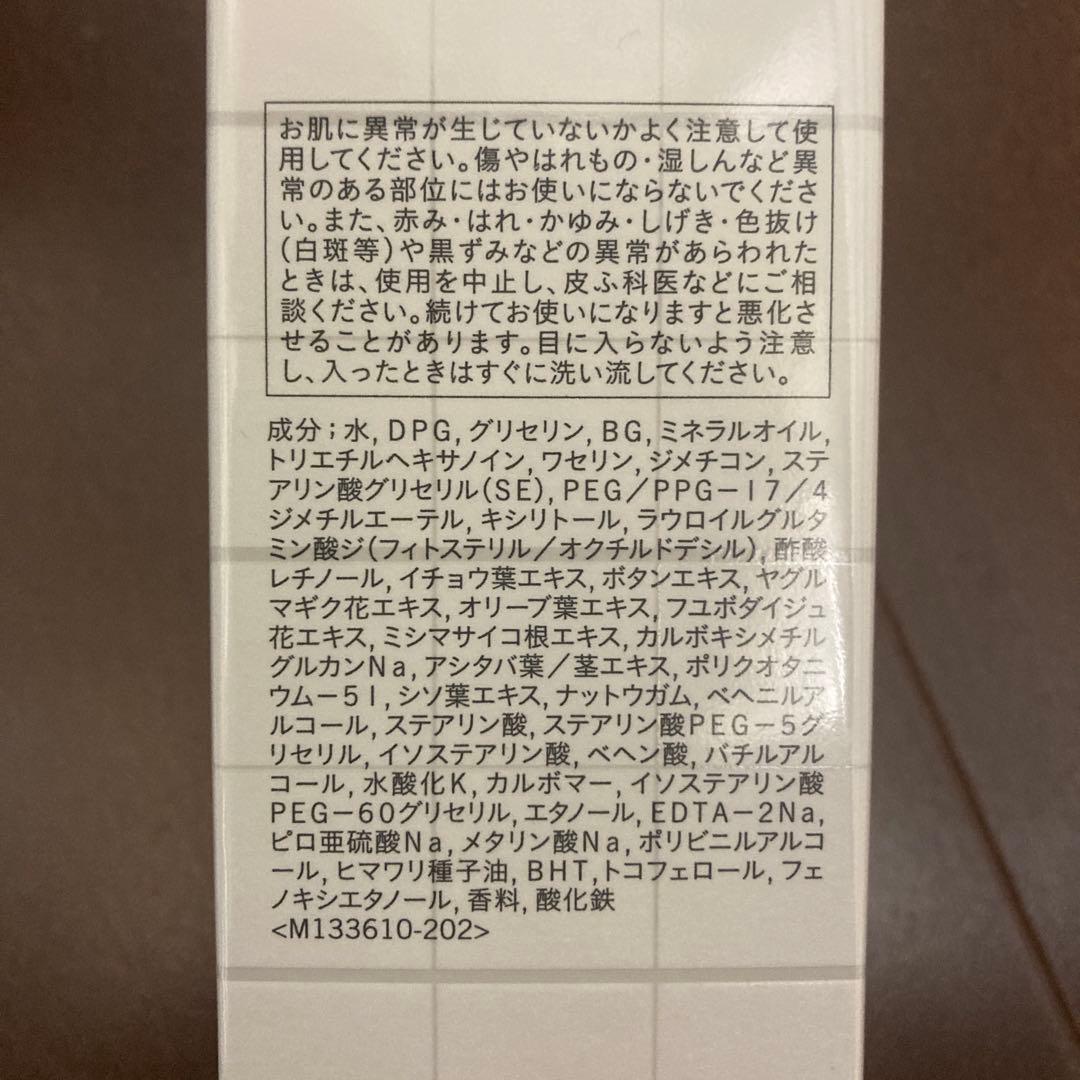 お肌に異常が生じていないかよく注意して使
用してください。傷やはれもの・湿しんなど異
常のある部位にはお使いにならないでくださ
い。また、赤み・はれ・かゆみ・しげき・色抜け
(白斑等)や黒ずみなどの異常があらわれた
ときは、使用を中止し、皮ふ科医などにご相
談ください。続けてお使いになりますと悪化さ
せることがあります。目に入らないよう注意
し、入ったときはすぐに洗い流してください。
成分;水,DPG,グリセリン,BG,ミネラルオイル,
トリエチルヘキサノイン,ワセリン,ジメチコン,ステ
アリン酸グリセリル(SE),PEG/PPG-17/4
ジメチルエーテル,キシリトール,ラウロイルグルタ
ミン酸ジ(フィトステリル/オクチルドデシル),酢酸
レチノール,イチョウ葉エキス,ボタンエキス,ヤグル
マギク花エキス,オリーブ葉エキス,フユボダイジュ
花エキス,ミシマサイコ根エキス,カルボキシメチル
グルカンNa,アシタバ葉/茎エキス,ポリクオタニ
ウム-51,シソ葉エキス,ナットウガム,ベヘニルア
ルコール,ステアリン酸,ステアリン酸PEG-5グ
リセリル,イソステアリン酸,ベヘン酸,バチルアル
コール,水酸化K,カルボマー,イソステアリン酸
PEG-60グリセリル,エタノール,EDTA-2Na,
ピロ亜硫酸Na,メタリン酸Na,ポリビニルアルコ
ール,ヒマワリ種子油,BHT,トコフェロール,フェ
ノキシエタノール,香料,酸化鉄
<M133610-202>